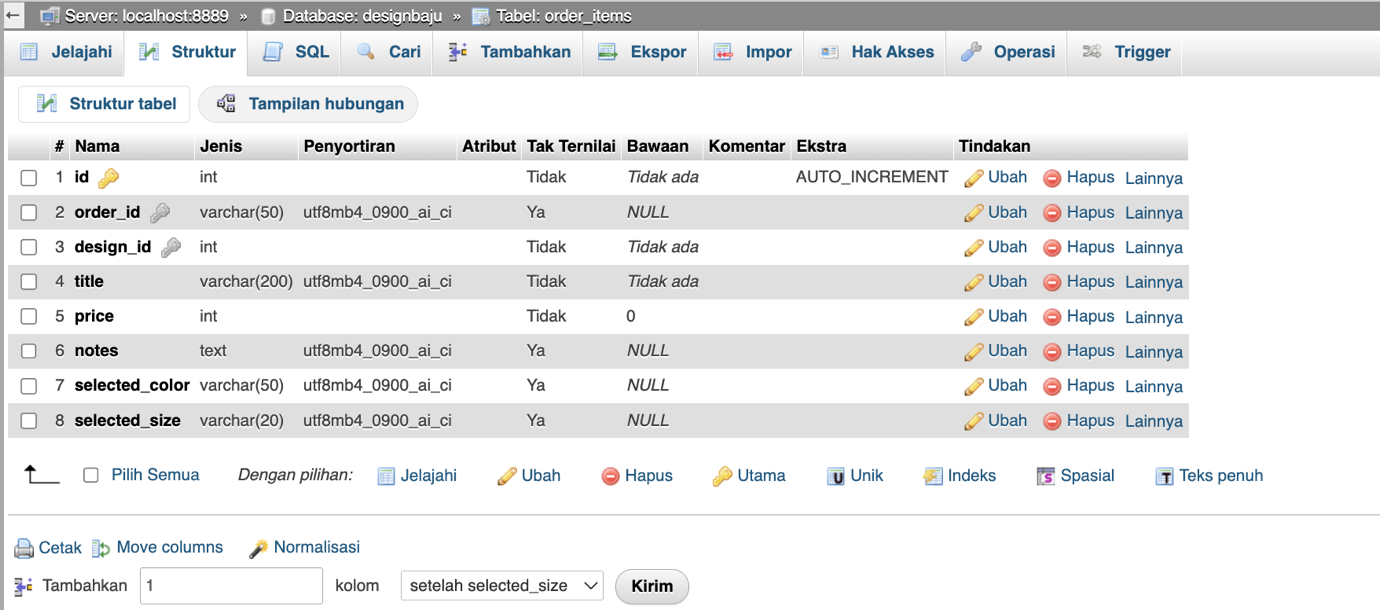 Server: localhost:8889 » Database: designbaju » Tabel: order_items
Jelajahi Struktur SQL Cari Tambahkan Ekspor Impor Hak Akses Operasi Trigger
Struktur tabel Tampilan hubungan
# Nama Jenis Penyortiran Atribut Tak Ternilai Bawaan Komentar Ekstra Tindakan
1 id int Tidak Tidak ada AUTO_INCREMENT Ubah Hapus Lainnya
2 order_id varchar(50) utf8mb4_0900_ai_ci Ya NULL Ubah Hapus Lainnya
3 design_id int Tidak Tidak ada Ubah Hapus Lainnya
4 title varchar(200) utf8mb4_0900_ai_ci Tidak Tidak ada Ubah Hapus Lainnya
5 price int Tidak 0 Ubah Hapus Lainnya
6 notes text utf8mb4_0900_ai_ci Ya NULL Ubah Hapus Lainnya
7 selected_color varchar(50) utf8mb4_0900_ai_ci Ya NULL Ubah Hapus Lainnya
8 selected_size varchar(20) utf8mb4_0900_ai_ci Ya NULL Ubah Hapus Lainnya
Pilih Semua Dengan pilihan: Jelajahi Ubah Hapus Utama Unik Indeks Spasial Teks penuh
Cetak Move columns Normalisasi
Tambahkan 1 kolom setelah selected_size Kirim